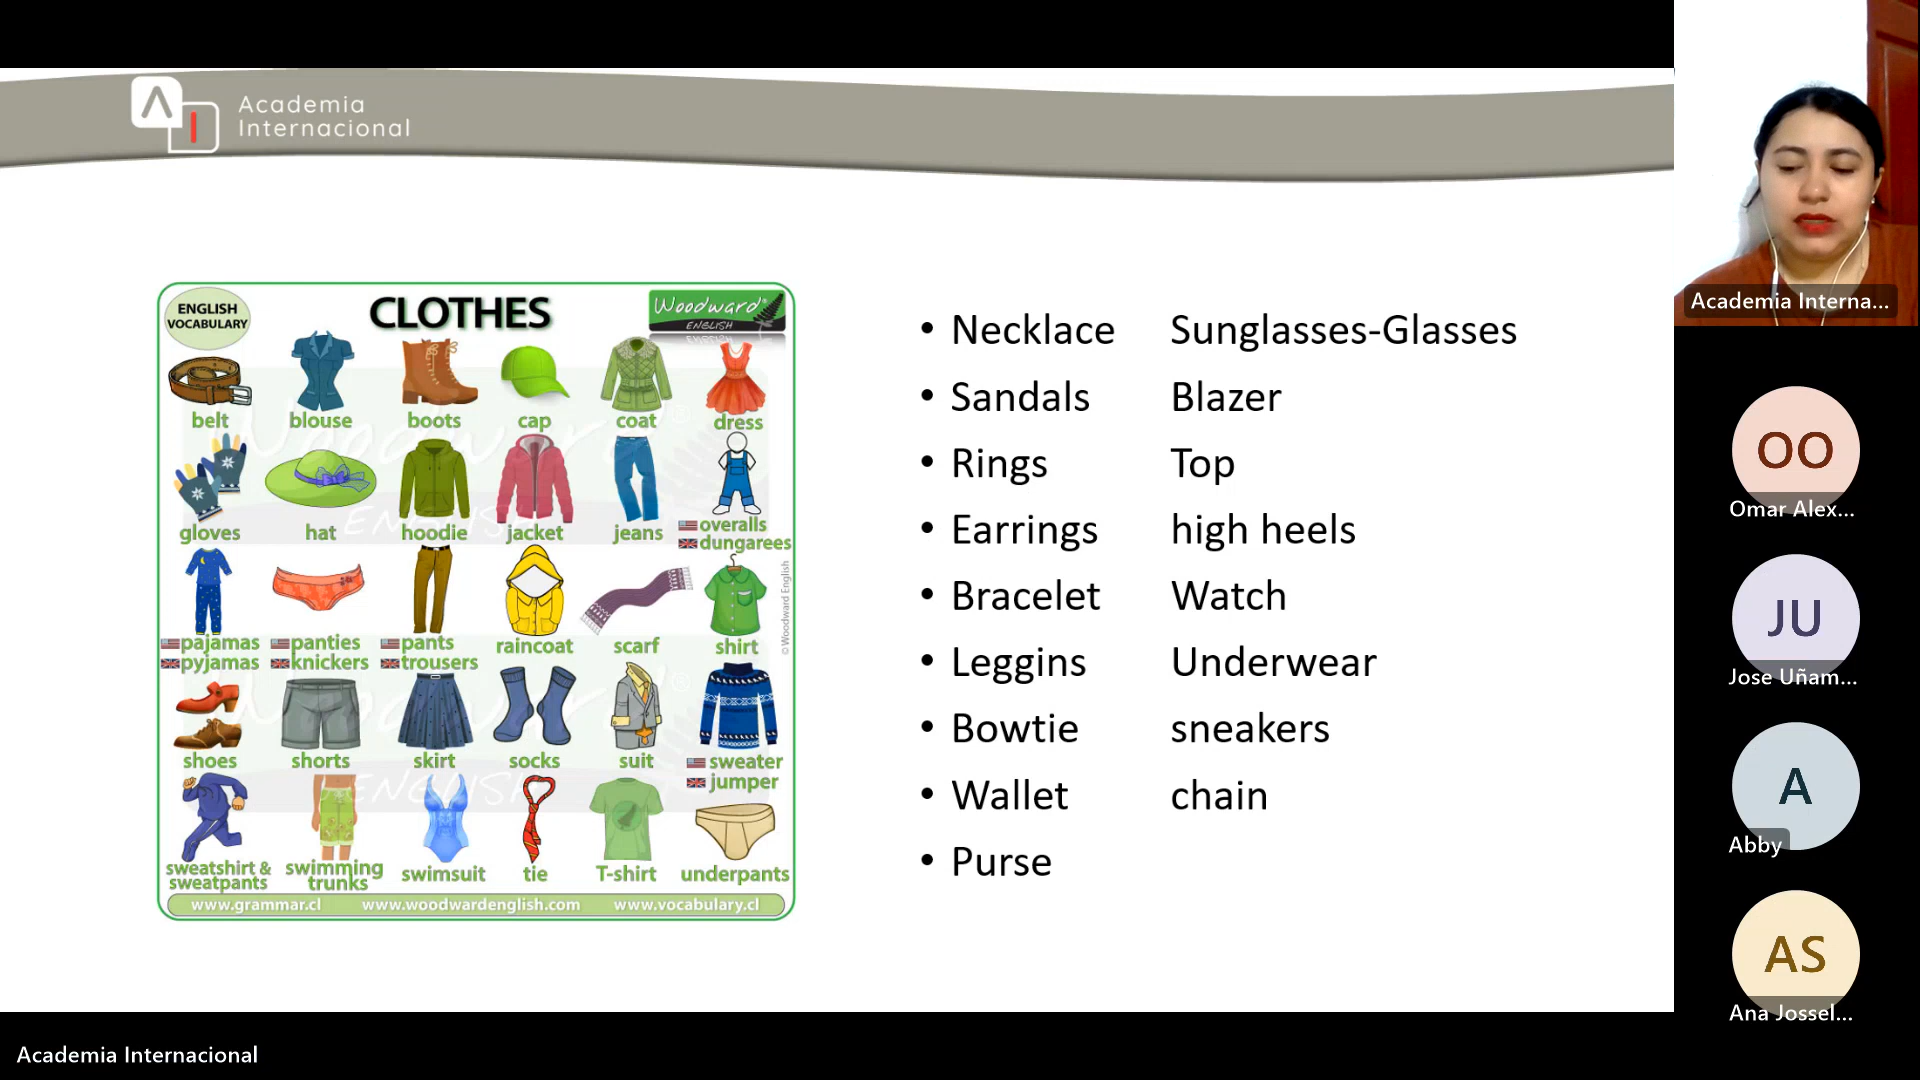 Academia
Internacional
ENGLISH
VOCABULARY
CLOTHES
Woodward®
ENGLISH
belt blouse boots cap coat dress
gloves hat hoodie jacket jeans overalls
dungarees
pajamas panties pants raincoat scarf shirt
pyjamas knickers trousers
© Woodward English
shoes shorts skirt socks suit sweater
jumper
sweatshirt & swimming swimsuit tie T-shirt underpants
sweatpants trunks
www.grammar.cl www.woodwardenglish.com www.vocabulary.cl
• Necklace Sunglasses-Glasses
• Sandals Blazer
• Rings Top
• Earrings high heels
• Bracelet Watch
• Leggins Underwear
• Bowtie sneakers
• Wallet chain
• Purse
Academia Interna...
OO
Omar Alex...
JU
Jose Uñam...
A
Abby
AS
Ana Jossel...
Academia Internacional